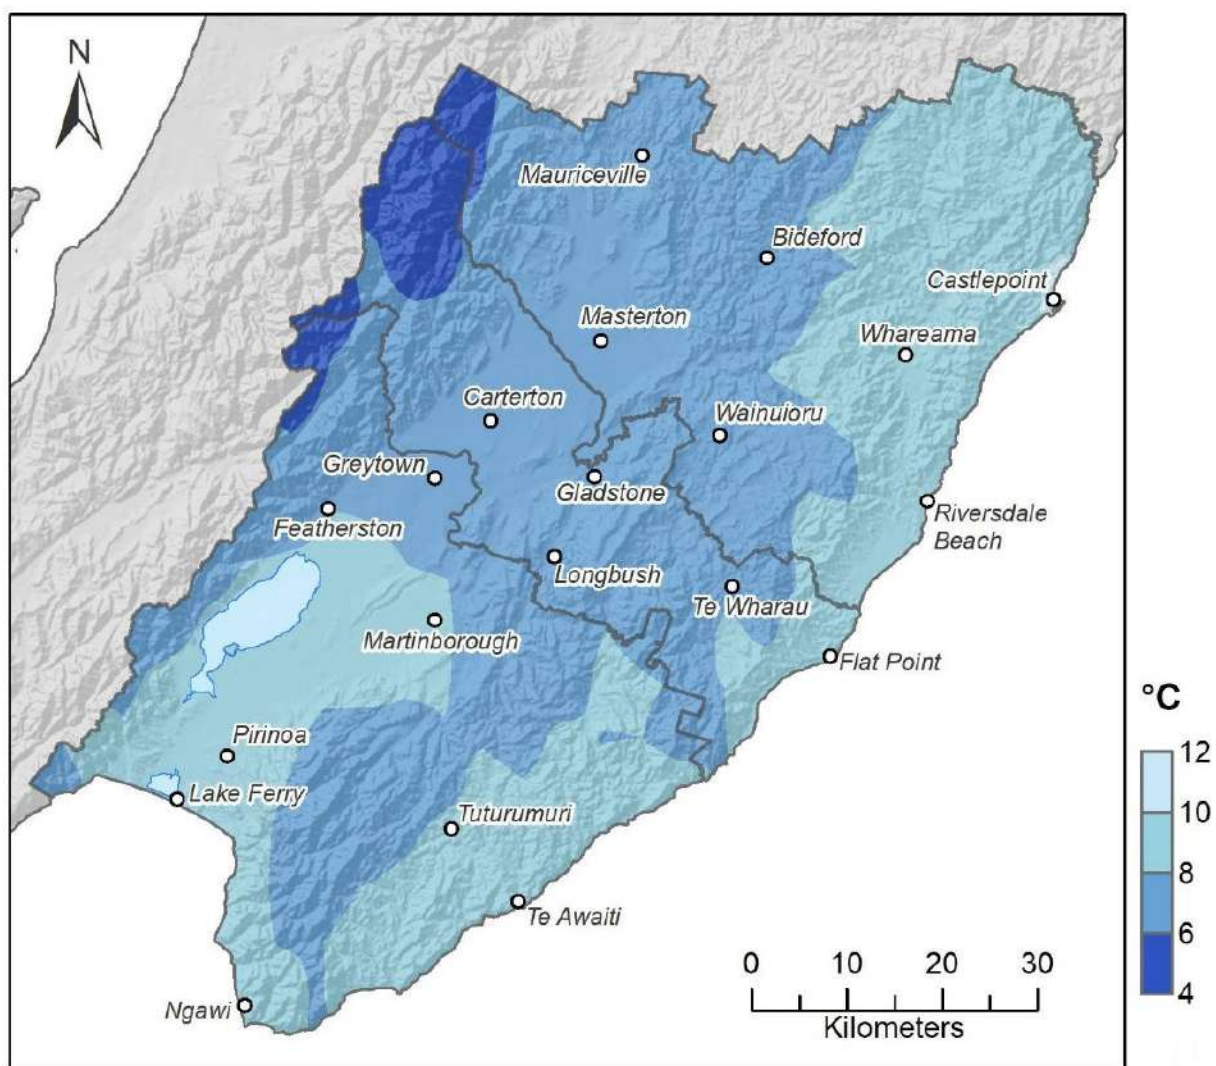 N
Mauriceville
Bideford
Castlepoint
Masterton
Whareama
Carterton
Wainuioru
Greytown
Gladstone
Featherston
Riversdale
Beach
Longbush
Te Wharau
Martinborough
Flat Point
°C
Pirinoa
12
Lake Ferry
10
Tuturumuri
8
Te Awaiti
6
0 10 20 30
4
Ngawi
Kilometers